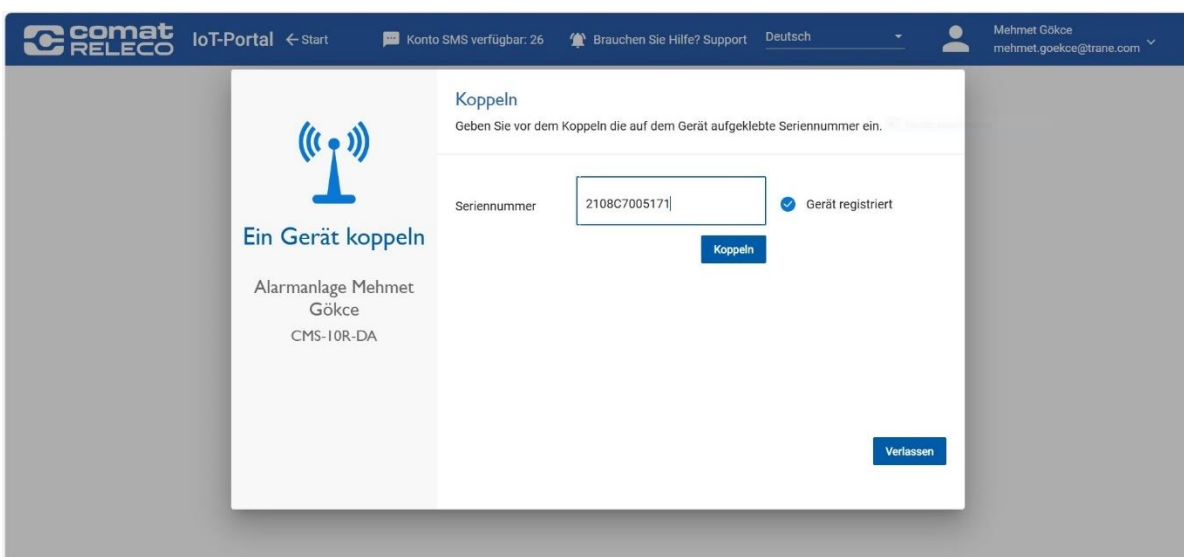 comat RELECO
IoT-Portal
Start
Konto SMS verfügbar: 26
Brauchen Sie Hilfe? Support
Deutsch
Mehmet Gökce
mehmet.goekce@trane.com
Ein Gerät koppeln
Alarmanlage Mehmet
Gökce
CMS-10R-DA
Koppeln
Geben Sie vor dem Koppeln die auf dem Gerät aufgeklebte Seriennummer ein.
Seriennummer
2108C7005171
Gerät registriert
Koppeln
Verlassen